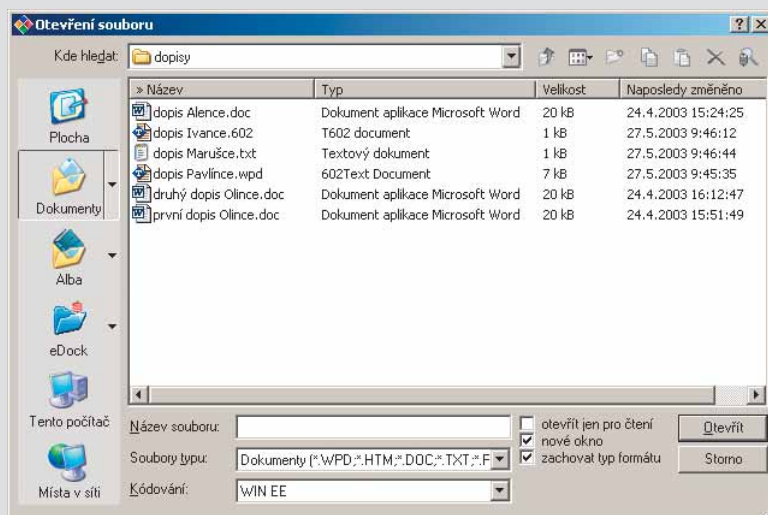 Otevření souboru
Kde hledat: dopisy
» Název Typ Velikost Naposledy změněno
dopis Alence.doc Dokument aplikace Microsoft Word 20 kB 24.4.2003 15:24:25
dopis Ivance.602 T602 document 1 kB 27.5.2003 9:46:12
dopis Marušce.txt Textový dokument 1 kB 27.5.2003 9:46:44
dopis Pavlínce.wpd 602Text Document 7 kB 27.5.2003 9:45:35
druhý dopis Olince.doc Dokument aplikace Microsoft Word 20 kB 24.4.2003 16:12:47
první dopis Olince.doc Dokument aplikace Microsoft Word 20 kB 24.4.2003 15:51:49
Plocha
Dokumenty
Alba
eDock
Tento počítač
Místa v síti
Název souboru:
Soubory typu: Dokumenty (*.WPD;*.HTM;*.DOC;*.TXT;*.F
Kódování: WIN EE
otevřít jen pro čtení
nové okno
zachovat typ formátu
Otevřít
Storno